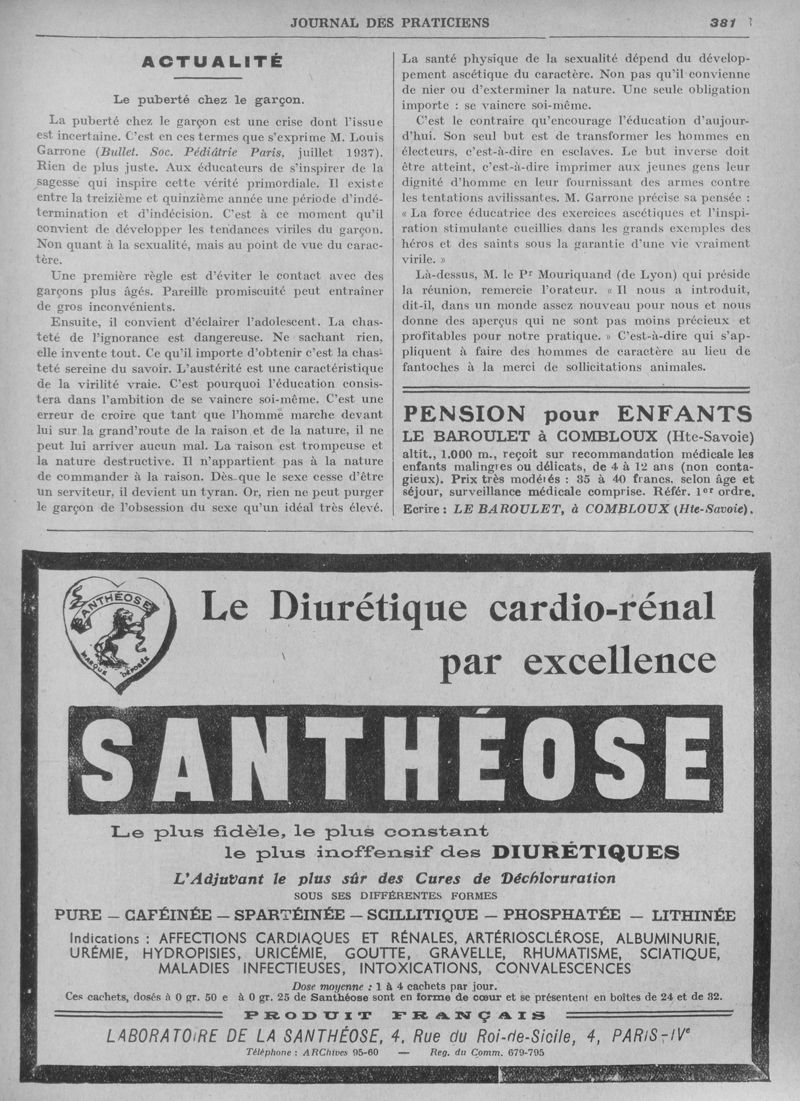 JOURNAL DES PRATICIENS
381
ACTUALITÉ
Le puberté chez le garçon.
La puberté chez le garçon est une crise dont l'issue
est incertaine. C'est en ces termes que s'exprime M. Louis
Garrone (Bullet. Soc. Pédiâtrie Paris, juillet 1937).
Rien de plus juste. Aux éducateurs de s'inspirer de la
sagesse qui inspire cette vérité primordiale. Il existe
entre la treizième et quinzième année une période d'indé-
termination et d'indécision. C'est à ce moment qu'il
convient de développer les tendances viriles du garçon.
Non quant à la sexualité, mais au point de vue du carac-
tère.
Une première règle est d'éviter le contact avec des
garçons plus âgés. Pareille promiscuité peut entraîner
de gros inconvénients.
Ensuite, il convient d'éclairer l'adolescent. La chas-
teté de l'ignorance est dangereuse. Ne sachant rien,
elle invente tout. Ce qu'il importe d'obtenir c'est la chas-
teté sereine du savoir. L'austérité est une caractéristique
de la virilité vraie. C'est pourquoi l'éducation consis-
tera dans l'ambition de se vaincre soi-même. C'est une
erreur de croire que tant que l'homme marche devant
lui sur la grand'route de la raison et de la nature, il ne
peut lui arriver aucun mal. La raison est trompeuse et
la nature destructive. Il n'appartient pas à la nature
de commander à la raison. Dès que le sexe cesse d'être
un serviteur, il devient un tyran. Or, rien ne peut purger
le garçon de l'obsession du sexe qu'un idéal très élevé.
La santé physique de la sexualité dépend du dévelop-
pement ascétique du caractère. Non pas qu'il convienne
de nier ou d'exterminer la nature. Une seule obligation
importe : se vaincre soi-même.
C'est le contraire qu'encourage l'éducation d'aujour-
d'hui. Son seul but est de transformer les hommes en
électeurs, c'est-à-dire en esclaves. Le but inverse doit
être atteint, c'est-à-dire imprimer aux jeunes gens leur
dignité d'homme en leur fournissant des armes contre
les tentations avilissantes. M. Garrone précise sa pensée :
« La force éducatrice des exercices ascétiques et l'inspi-
ration stimulante cueillies dans les grands exemples des
héros et des saints sous la garantie d'une vie vraiment
virile. »
Là-dessus, M. le Pr Mouriquand (de Lyon) qui préside
la réunion, remercie l'orateur. « Il nous a introduit,
dit-il, dans un monde assez nouveau pour nous et nous
donne des aperçus qui ne sont pas moins précieux et
profitables pour notre pratique. » C'est-à-dire qui s'ap-
pliquent à faire des hommes de caractère au lieu de
fantoches à la merci de sollicitations animales.
PENSION pour ENFANTS
LE BAROULET à COMBLOUX (Hte-Savoie)
altit., 1.000 m., reçoit sur recommandation médicale les
enfants malingres ou délicats, de 4 à 12 ans (non conta-
gieux). Prix très modérés : 35 à 40 francs. selon âge et
séjour, surveillance médicale comprise. Référ. 1er ordre.
Ecrire : LE BAROULET, à COMBLOUX (Hte-Savoie).
SANTHÉOSE
MARQUE DÉPOSÉE
Le Diurétique cardio-rénal
par excellence
SANTHÉOSE
Le plus fidèle, le plus constant
le plus inoffensif des DIURÉTIQUES
L'Adjuvant le plus sûr des Cures de Déchloruration
SOUS SES DIFFÉRENTES FORMES
PURE – CAFÉINÉE – SPARTÉINÉE – SCILLITIQUE – PHOSPHATÉE – LITHINÉE
Indications : AFFECTIONS CARDIAQUES ET RÉNALES, ARTÉRIOSCLÉROSE, ALBUMINURIE,
URÉMIE, HYDROPISIES, URICÉMIE, GOUTTE, GRAVELLE, RHUMATISME, SCIATIQUE,
MALADIES INFECTIEUSES, INTOXICATIONS, CONVALESCENCES
Dose moyenne : 1 à 4 cachets par jour.
Ces cachets, dosés à 0 gr. 50 e à 0 gr. 25 de Santhéose sont en forme de cœur et se présentent en boîtes de 24 et de 32.
PRODUIT FRANÇAIS
LABORATOIRE DE LA SANTHÉOSE, 4, Rue du Roi-de-Sicile, 4, PARIS-IVe
Téléphone : ARChives 95-60 — Reg. du Comm. 679-795